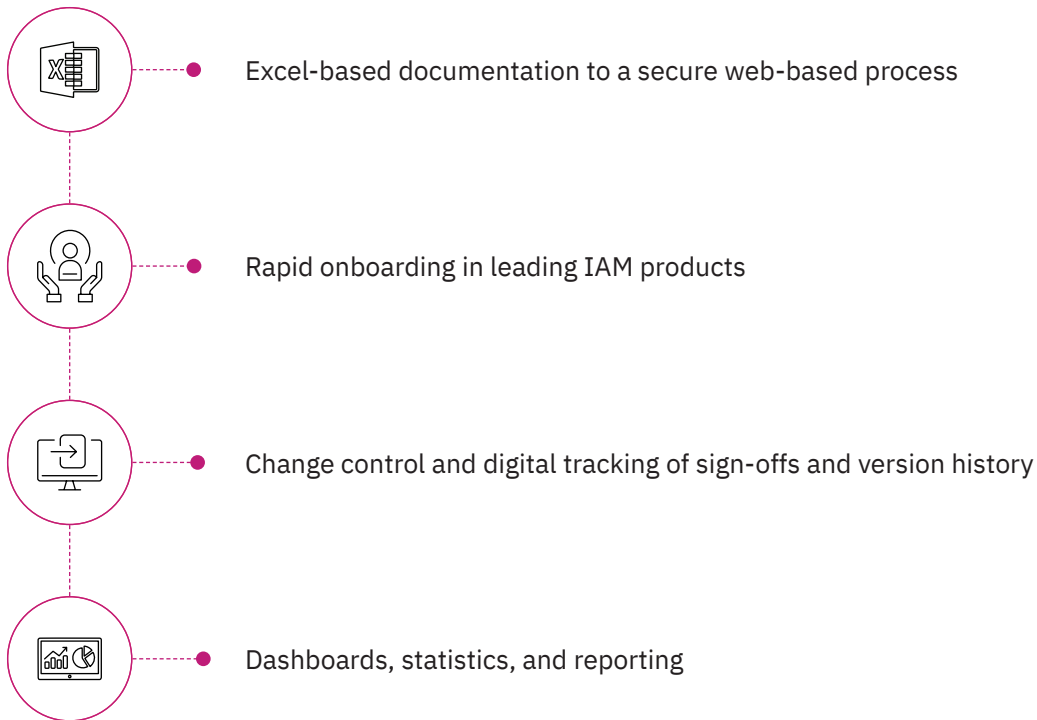 X
Excel-based documentation to a secure web-based process
Rapid onboarding in leading IAM products
Change control and digital tracking of sign-offs and version history
Dashboards, statistics, and reporting